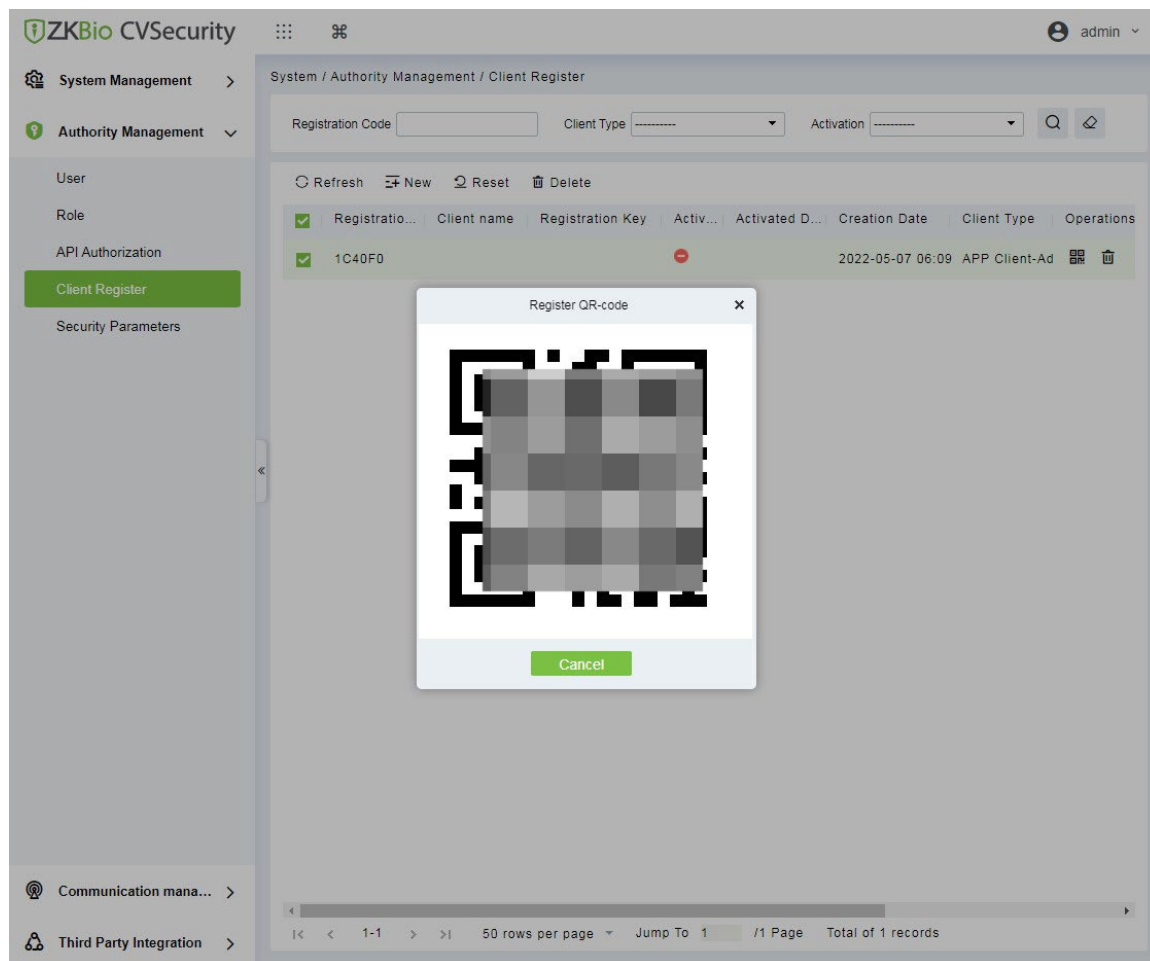 ZKBio CVSecurity
admin
System Management
System / Authority Management / Client Register
Authority Management
Registration Code
Client Type ----------
Activation ----------
User
Role
API Authorization
Client Register
Security Parameters
Refresh New Reset Delete
Registratio... Client name Registration Key Activ... Activated D... Creation Date Client Type Operations
1C40F0 2022-05-07 06:09 APP Client-Ad
Register QR-code
Cancel
Communication mana...
Third Party Integration
1-1 50 rows per page Jump To 1 /1 Page Total of 1 records